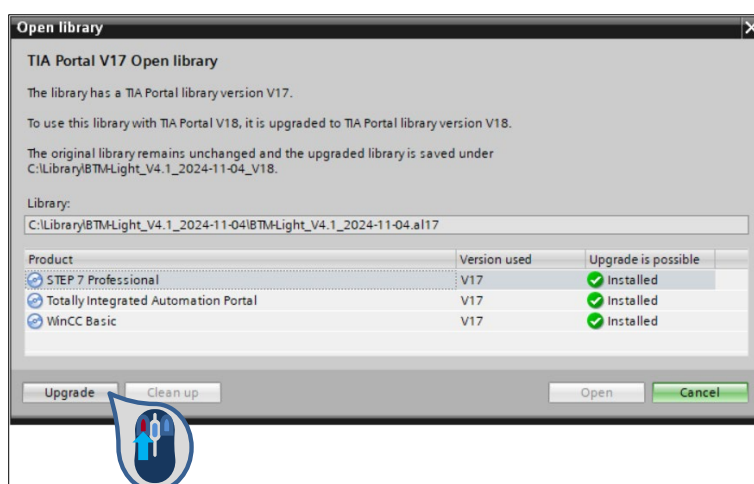 Open library
TIA Portal V17 Open library
The library has a TIA Portal library version V17.
To use this library with TIA Portal V18, it is upgraded to TIA Portal library version V18.
The original library remains unchanged and the upgraded library is saved under
C:\Library\BTM-Light_V4.1_2024-11-04_V18.
Library:
C:\Library\BTM-Light_V4.1_2024-11-04\BTM-Light_V4.1_2024-11-04.al17
Product Version used Upgrade is possible
STEP 7 Professional V17 Installed
Totally Integrated Automation Portal V17 Installed
WinCC Basic V17 Installed
Upgrade Clean up Open Cancel